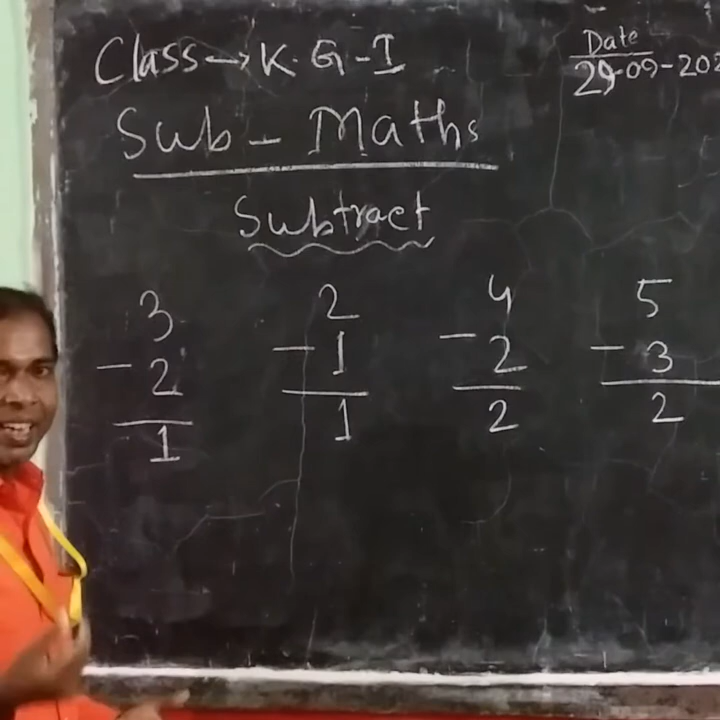 Class → K.G-I
Date
29-09-202
Sub - Maths
Subtract
3 2 4 5
- 2 - 1 - 2 - 3
1 1 2 2